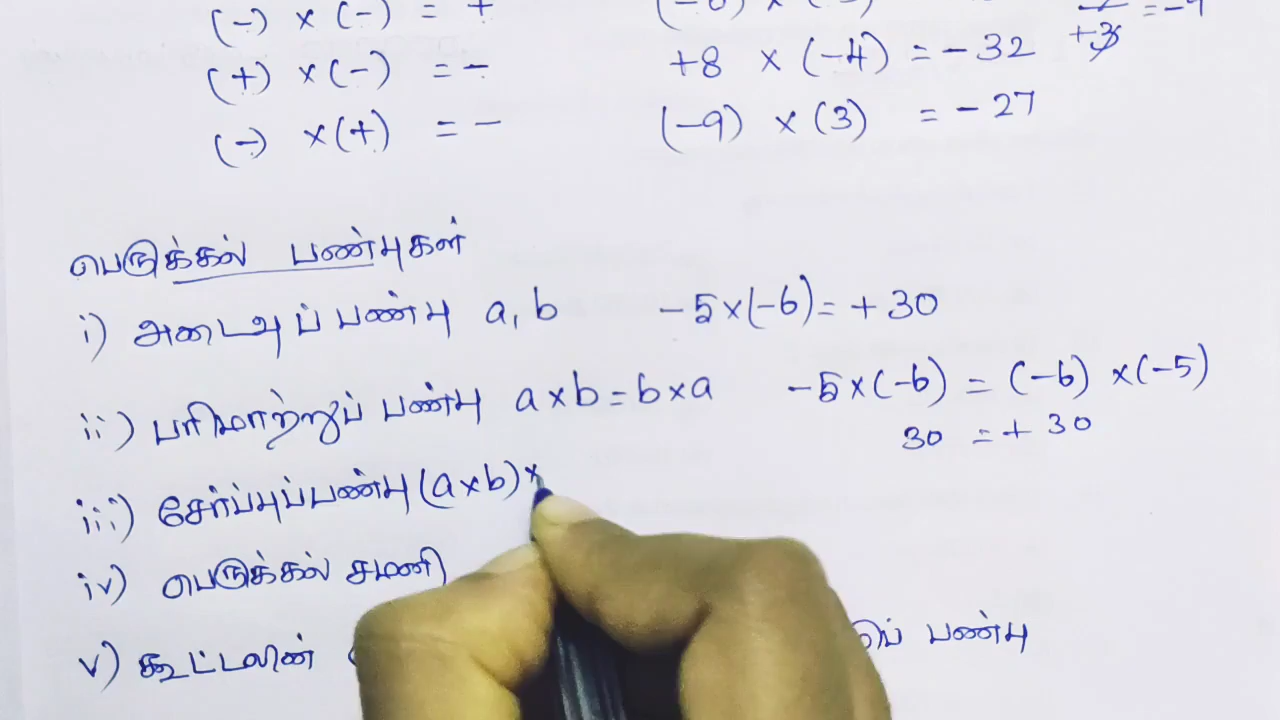 (-) × (-) = +
(+) × (-) = - +8 × (-4) = -32 +3
(-) × (+) = - (-9) × (3) = -27
பெருக்கல் பண்புகள்
i) அடைவுப் பண்பு a, b -5×(-6) = +30
ii) பரிமாற்றுப் பண்பு a×b = b×a -5×(-6) = (-6) ×(-5)
30 = + 30
iii) சேர்ப்புப்பண்பு (a×b)×
iv) பெருக்கல் சமனி
v) கூட்டலின் பண்பு